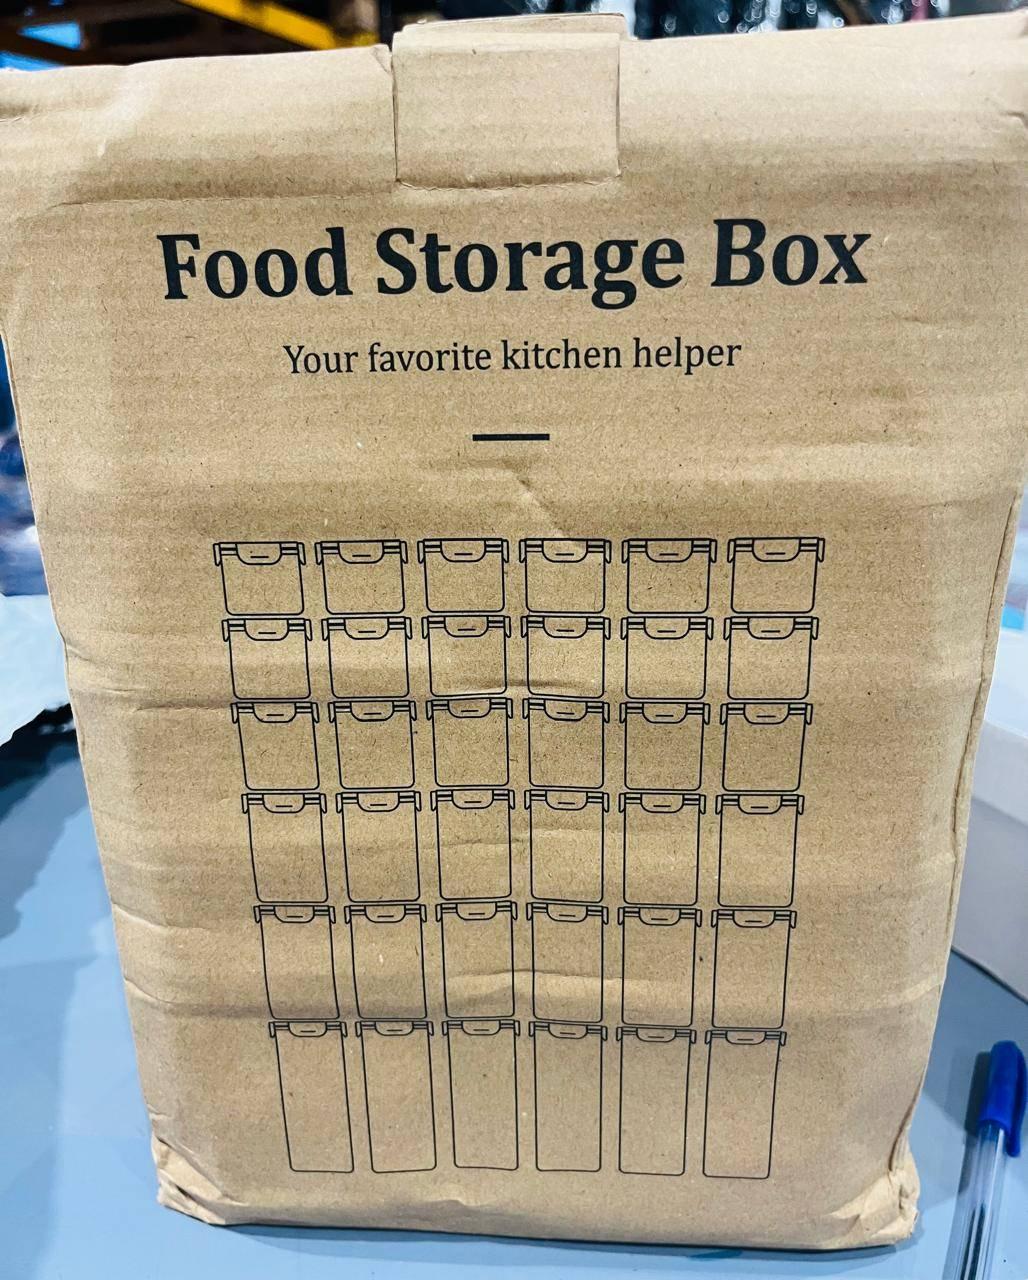 Food Storage Box
Your favorite kitchen helper